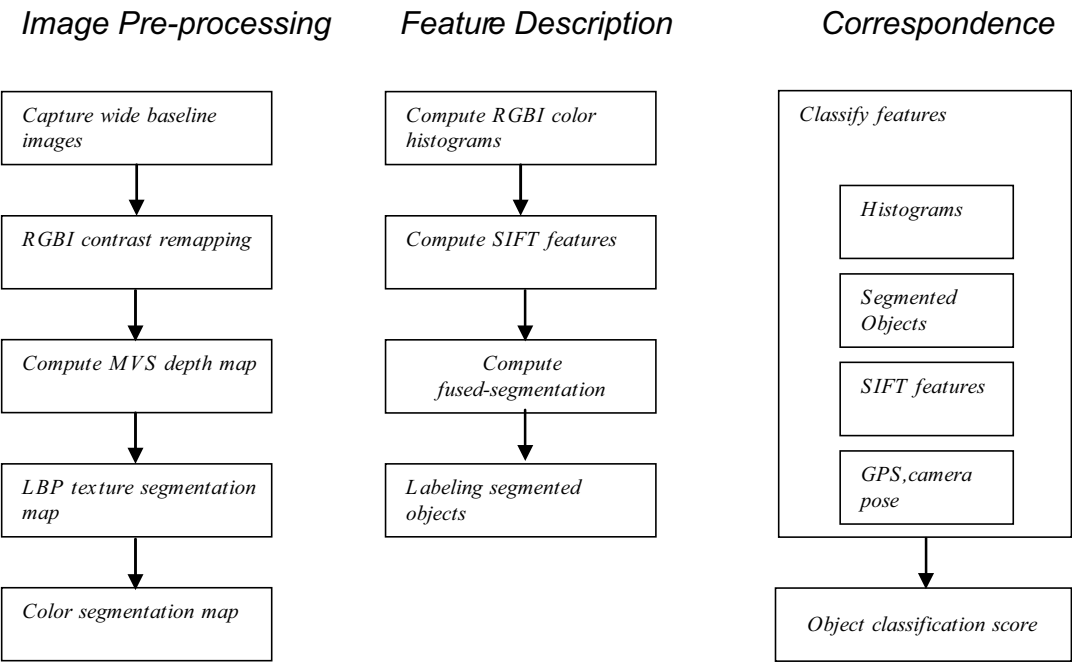 Image Pre-processing
Feature Description
Correspondence
Capture wide baseline
images
RGBI contrast remapping
Compute MVS depth map
LBP texture segmentation
map
Color segmentation map
Compute RGBI color
histograms
Compute SIFT features
Compute
fused-segmentation
Labeling segmented
objects
Classify features
Histograms
Segmented
Objects
SIFT features
GPS,camera
pose
Object classification score